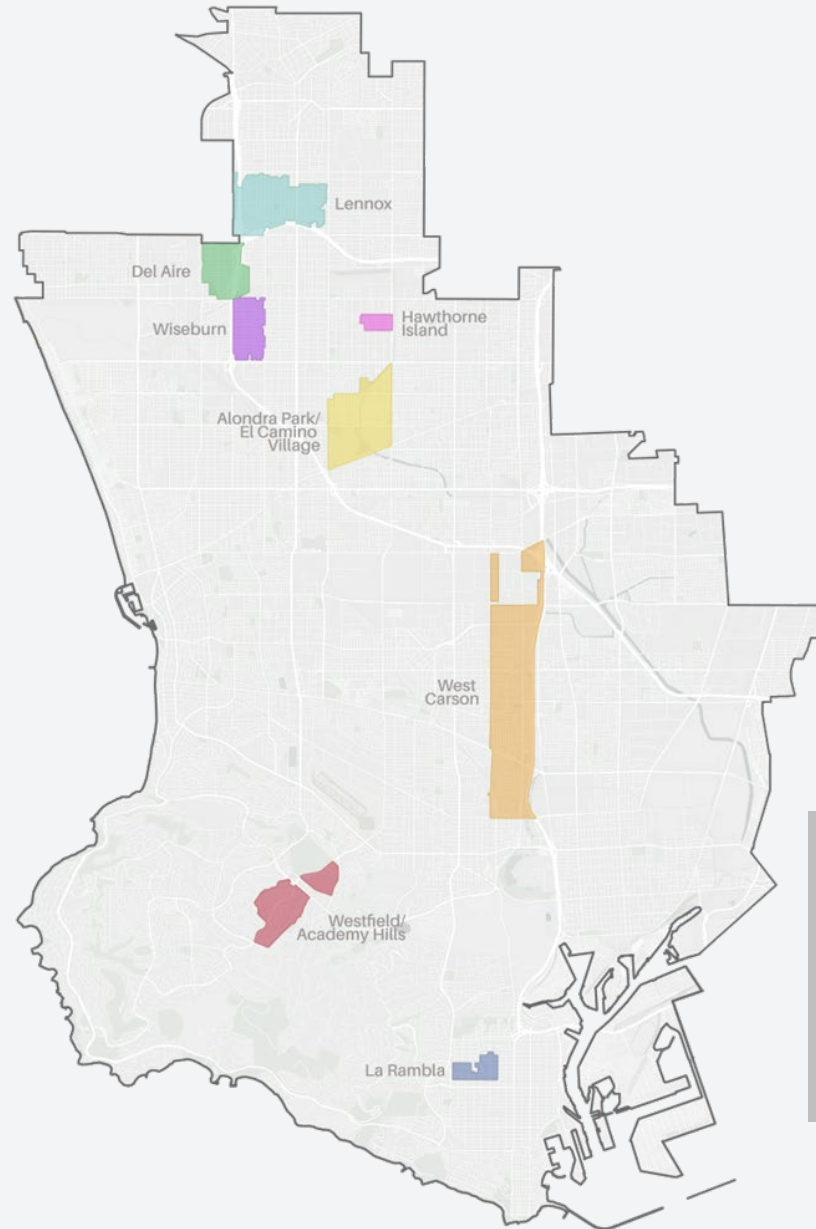 Lennox
Del Aire
Wiseburn
Hawthorne
Island
Alondra Park/
El Camino
Village
West
Carson
Westfield/
Academy Hills
La Rambla